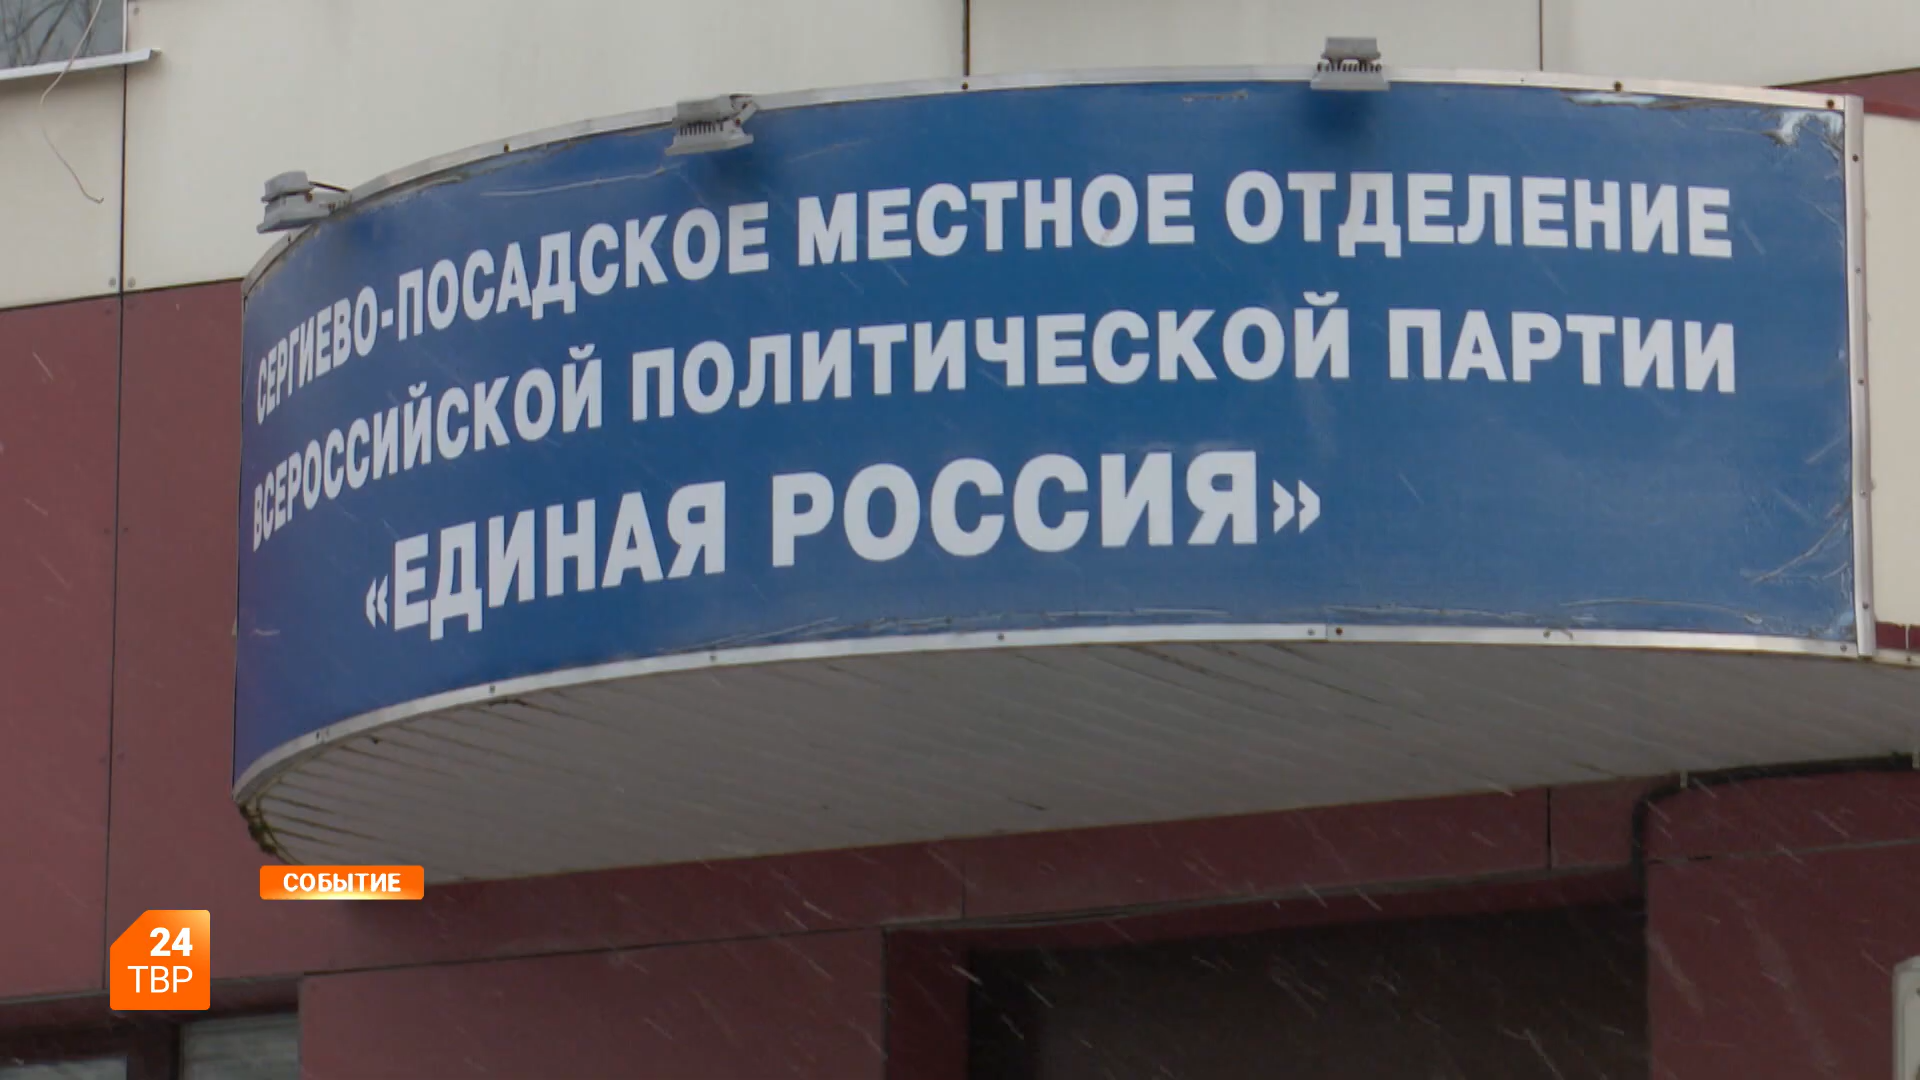 СЕРГИЕВО-ПОСАДСКОЕ МЕСТНОЕ ОТДЕЛЕНИЕ
ВСЕРОССИЙСКОЙ ПОЛИТИЧЕСКОЙ ПАРТИИ
«ЕДИНАЯ РОССИЯ»
СОБЫТИЕ
24
ТВР